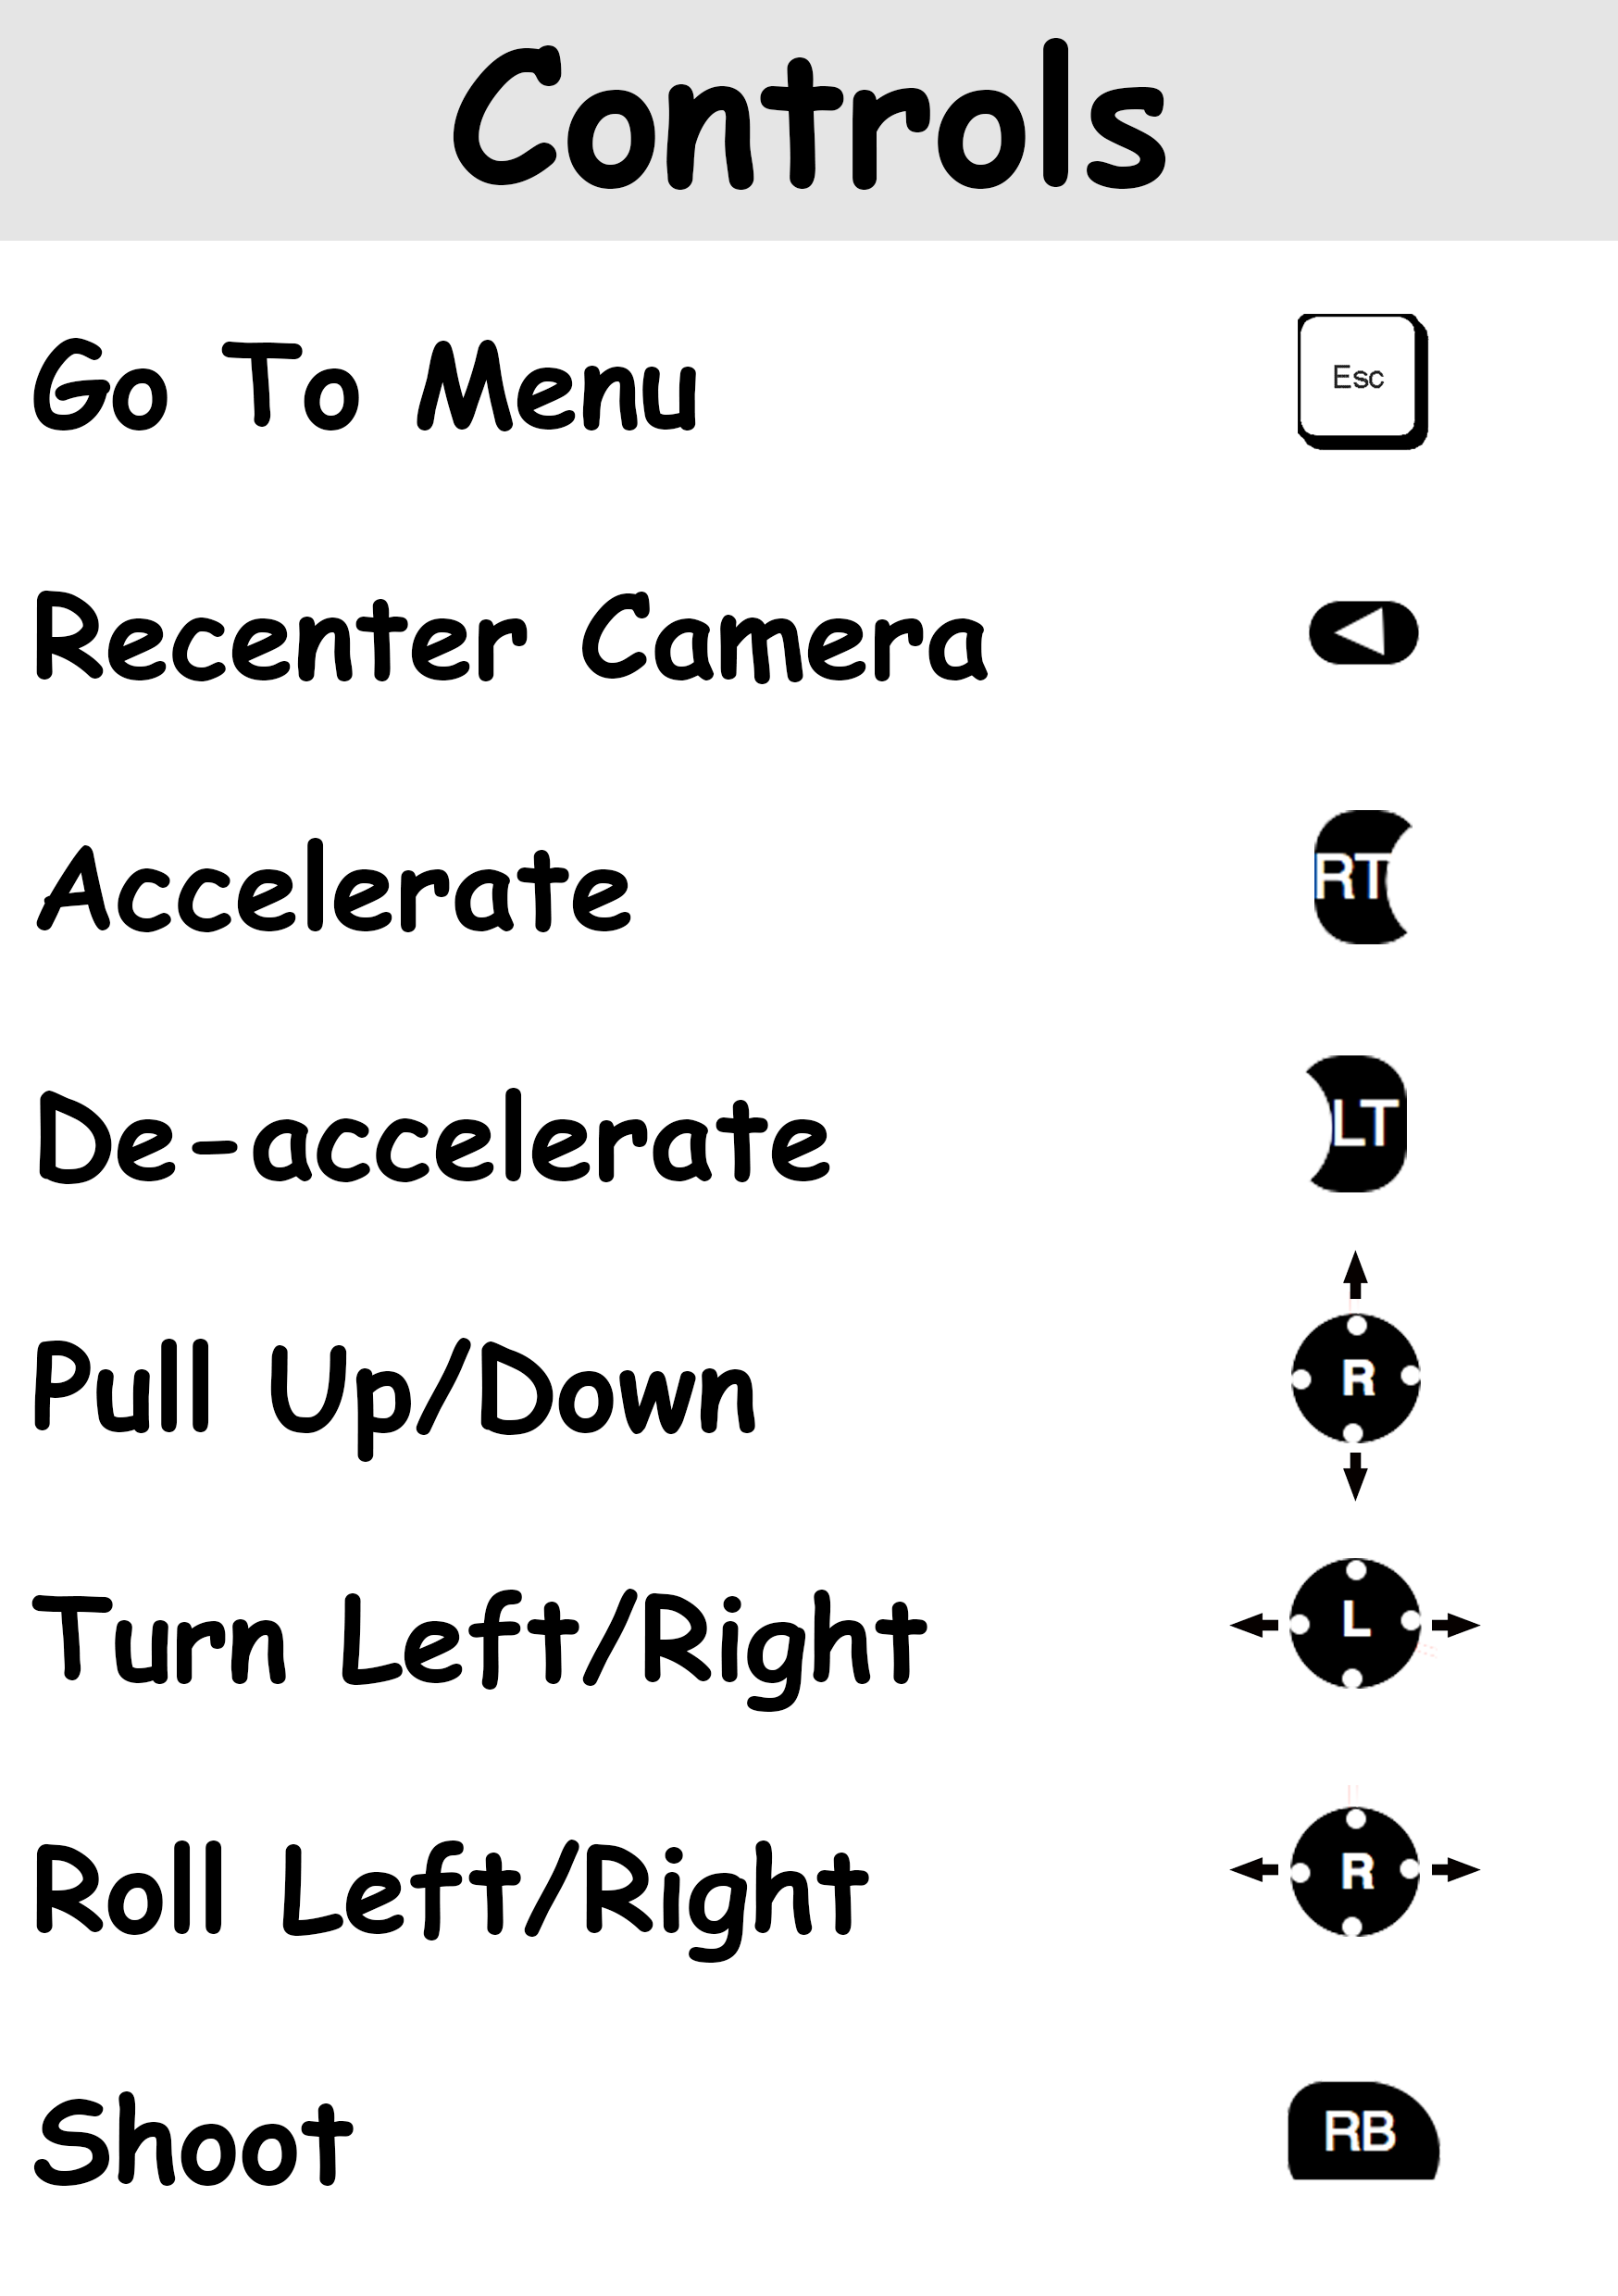 Controls
Go To Menu Esc
Recenter Camera
Accelerate RT
De-accelerate LT
Pull Up/Down R
Turn Left/Right L
Roll Left/Right R
Shoot RB